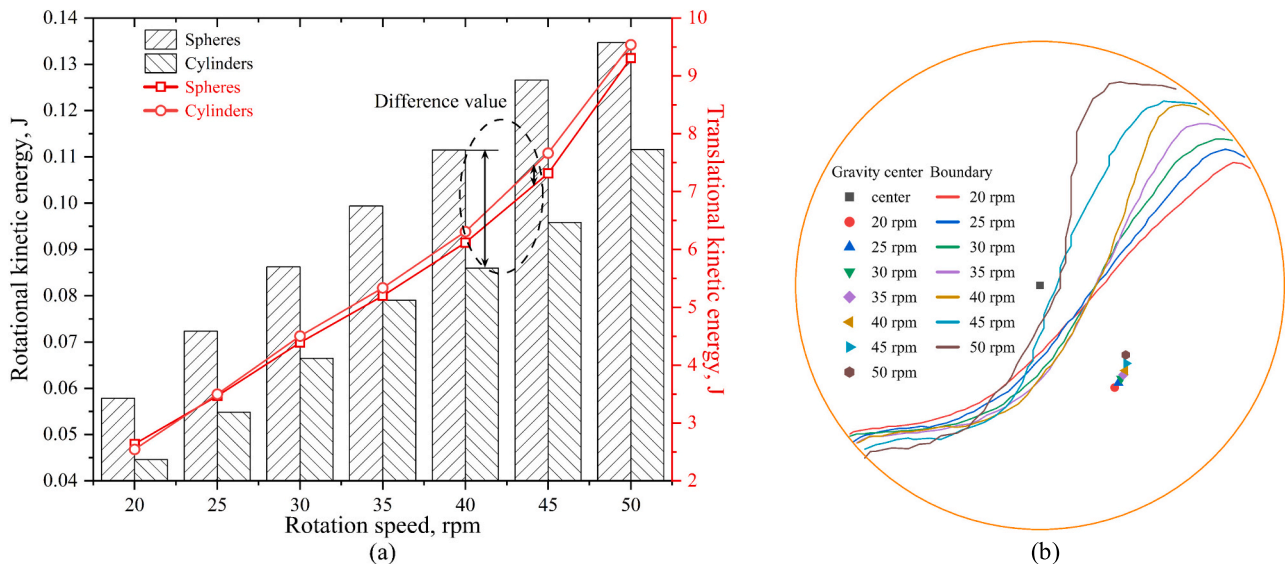 Rotational kinetic energy, J
0.14
0.13
0.12
0.11
0.10
0.09
0.08
0.07
0.06
0.05
0.04
Spheres
Cylinders
Spheres
Cylinders
Difference value
10
9
8
7
6
5
4
3
2
Translational kinetic energy, J
20 25 30 35 40 45 50
Rotation speed, rpm
(a)
Gravity center Boundary
center 20 rpm
20 rpm 25 rpm
25 rpm 30 rpm
30 rpm 35 rpm
35 rpm 40 rpm
40 rpm 45 rpm
45 rpm 50 rpm
50 rpm
(b)